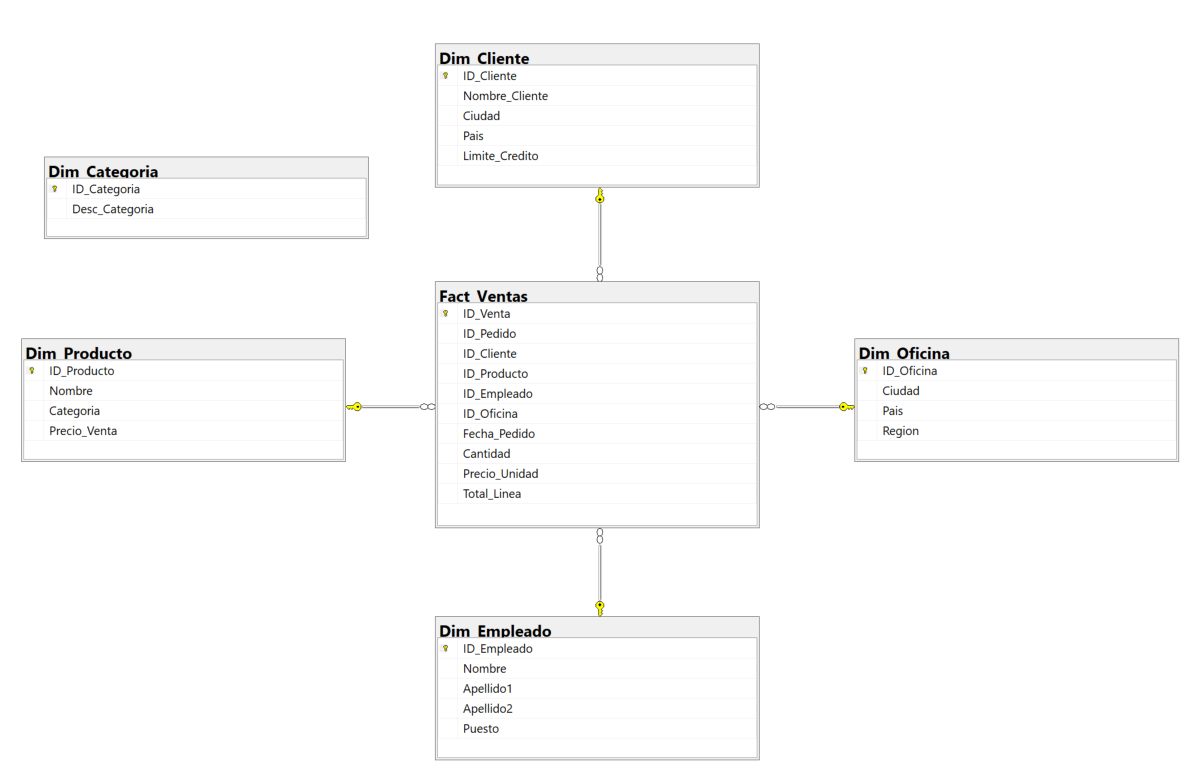 Dim_Cliente
ID_Cliente
Nombre_Cliente
Ciudad
Pais
Limite_Credito
Dim_Categoria
ID_Categoria
Desc_Categoria
Fact_Ventas
ID_Venta
ID_Pedido
ID_Cliente
ID_Producto
ID_Empleado
ID_Oficina
Fecha_Pedido
Cantidad
Precio_Unidad
Total_Linea
Dim_Producto
ID_Producto
Nombre
Categoria
Precio_Venta
Dim_Oficina
ID_Oficina
Ciudad
Pais
Region
Dim_Empleado
ID_Empleado
Nombre
Apellido1
Apellido2
Puesto